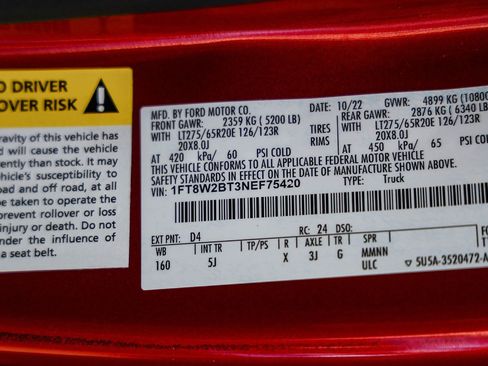 O DRIVER
OVER RISK
ravity of this vehicle has
d will cause the vehicle
rently than stock. It may
hicle's susceptibility to
oad and off road, at all
be taken to operate the
prevent rollover or loss
injury or death. Do not
under the influence of
a seat belt.
MFD. BY FORD MOTOR CO.
DATE: 10/22 GVWR: 4899 KG (10800
FRONT GAWR: 2359 KG ( 5200 LB)
REAR GAWR: 2876 KG ( 6340 LB)
WITH LT275/65R20E 126/123R TIRES WITH LT275/65R20E 126/123R
20X8.0J RIMS 20X8.0J
AT 420 kPa/ 60 PSI COLD AT 450 kPa/ 65 PSI COLD
THIS VEHICLE CONFORMS TO ALL APPLICABLE FEDERAL MOTOR VEHICLE
SAFETY STANDARDS IN EFFECT ON THE DATE OF MANUFACTURE SHOWN ABOVE.
VIN: 1FT8W2BT3NEF75420 TYPE: Truck
EXT PNT: D4 RC: 24 DSO:
WB INT TR TP/PS R AXLE TR SPR
160 5J X 3J G MMNN
ULC
5U5A-3520472-A